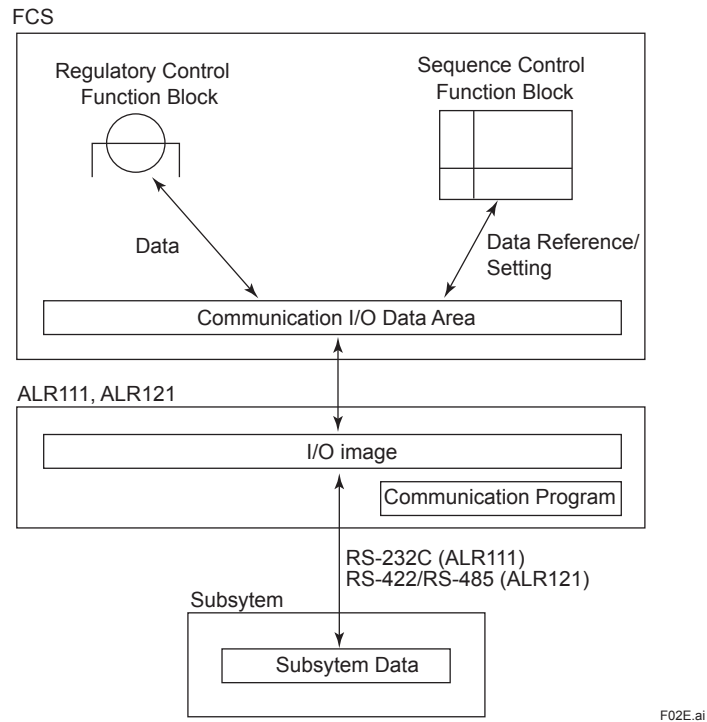 FCS
Regulatory Control
Function Block
Sequence Control
Function Block
Data
Data Reference/
Setting
Communication I/O Data Area
ALR111, ALR121
I/O image
Communication Program
RS-232C (ALR111)
RS-422/RS-485 (ALR121)
Subsytem
Subsytem Data
F02E.ai